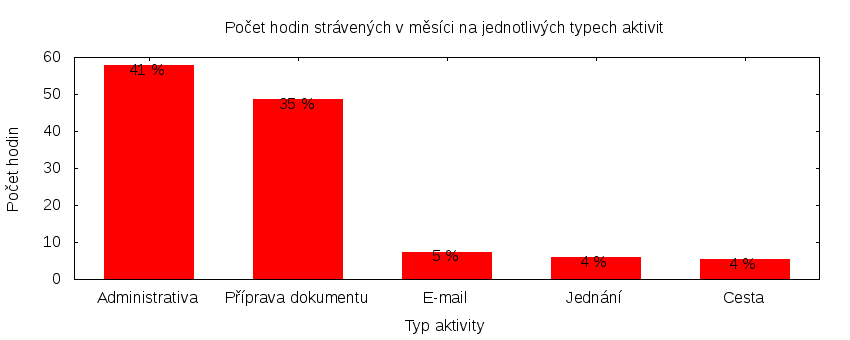 Počet hodin strávených v měsíci na jednotlivých typech aktivit
Počet hodin
60
50
40
30
20
10
0
41 %
35 %
5 %
4 %
4 %
Administrativa
Příprava dokumentu
E-mail
Jednání
Cesta
Typ aktivity